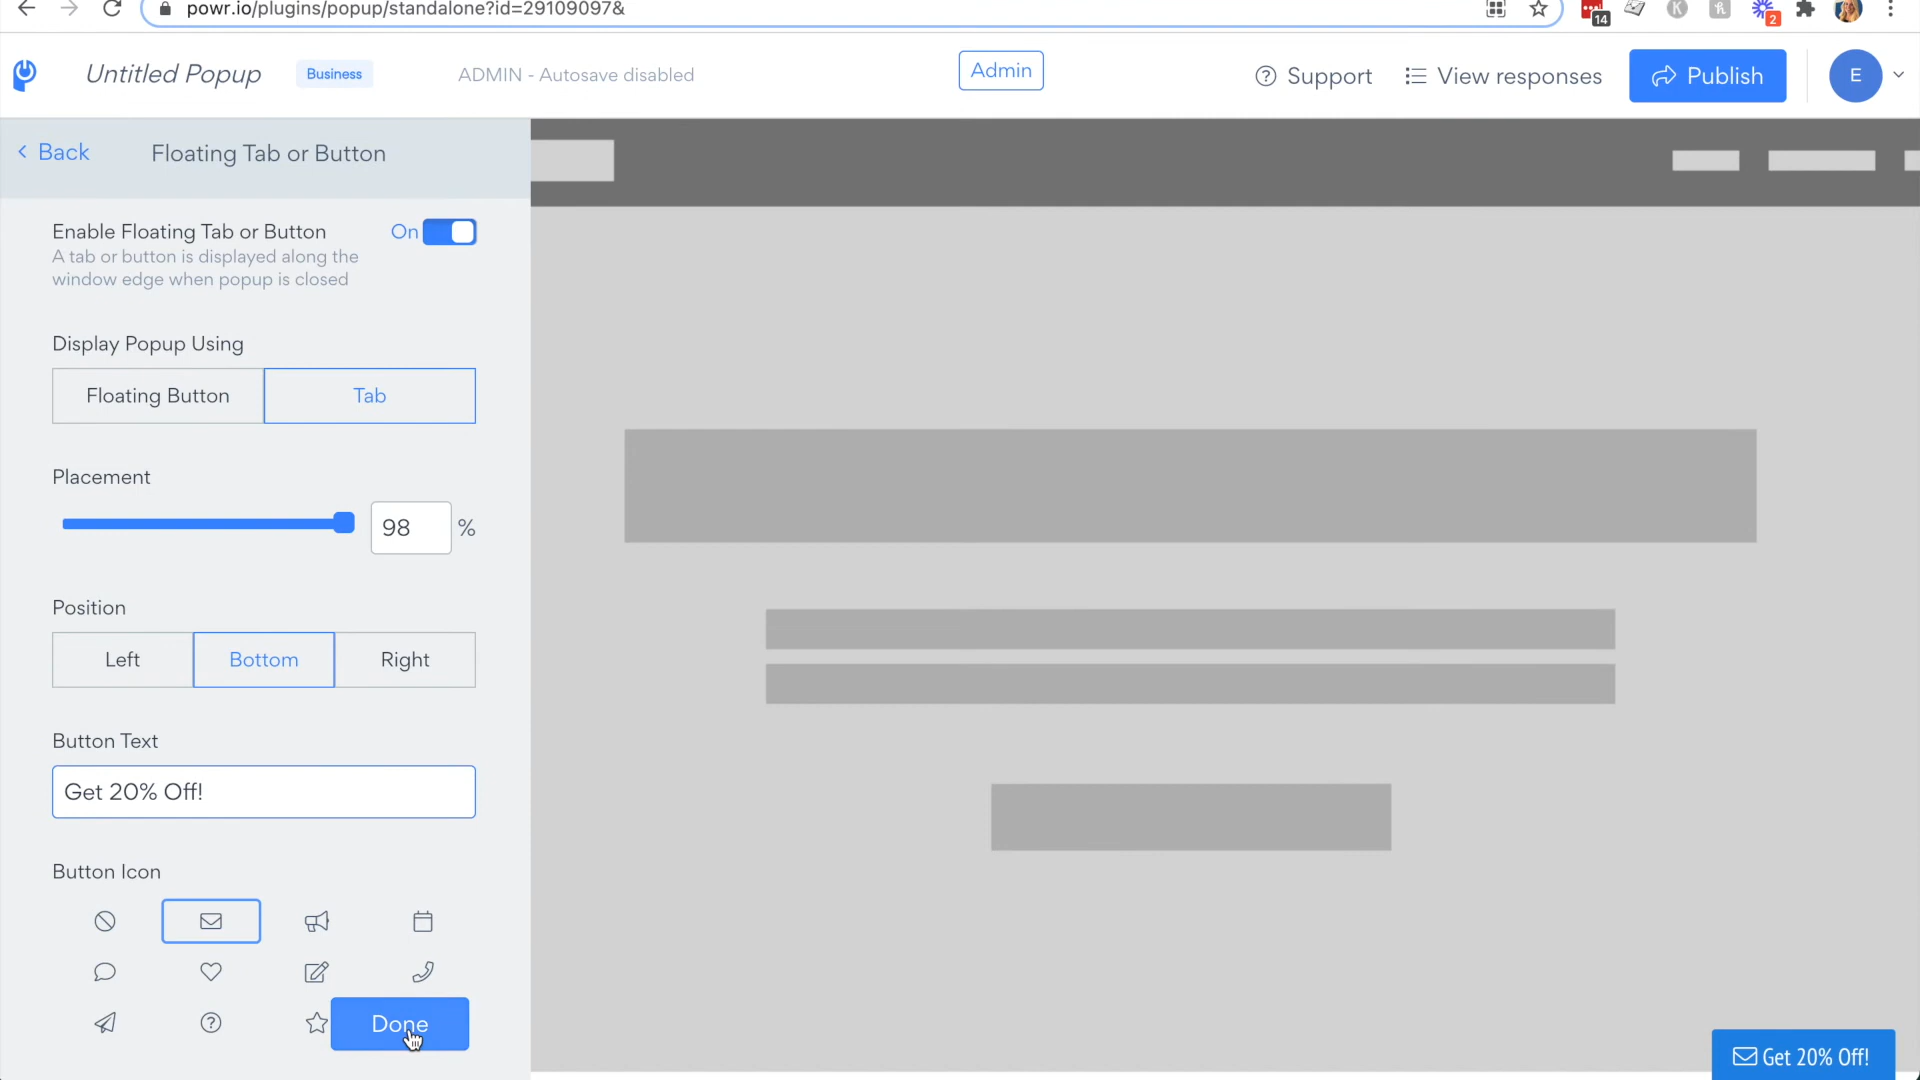 powr.io/plugins/popup/standalone?id=29109097&
14
2
Untitled Popup
Business
ADMIN - Autosave disabled
Admin
Support
View responses
Publish
E
Back
Floating Tab or Button
Enable Floating Tab or Button
On
A tab or button is displayed along the
window edge when popup is closed
Display Popup Using
Floating Button
Tab
Placement
98
%
Position
Left
Bottom
Right
Button Text
Get 20% Off!
Button Icon
Done
Get 20% Off!